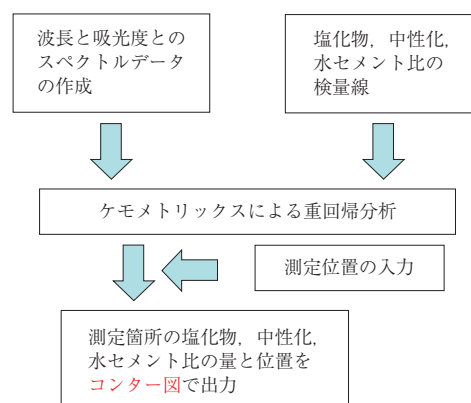 波長と吸光度との
スペクトルデータ
の作成
塩化物，中性化，
水セメント比の
検量線
ケモメトリックスによる重回帰分析
測定位置の入力
測定箇所の塩化物，中性化，
水セメント比の量と位置を
コンター図で出力